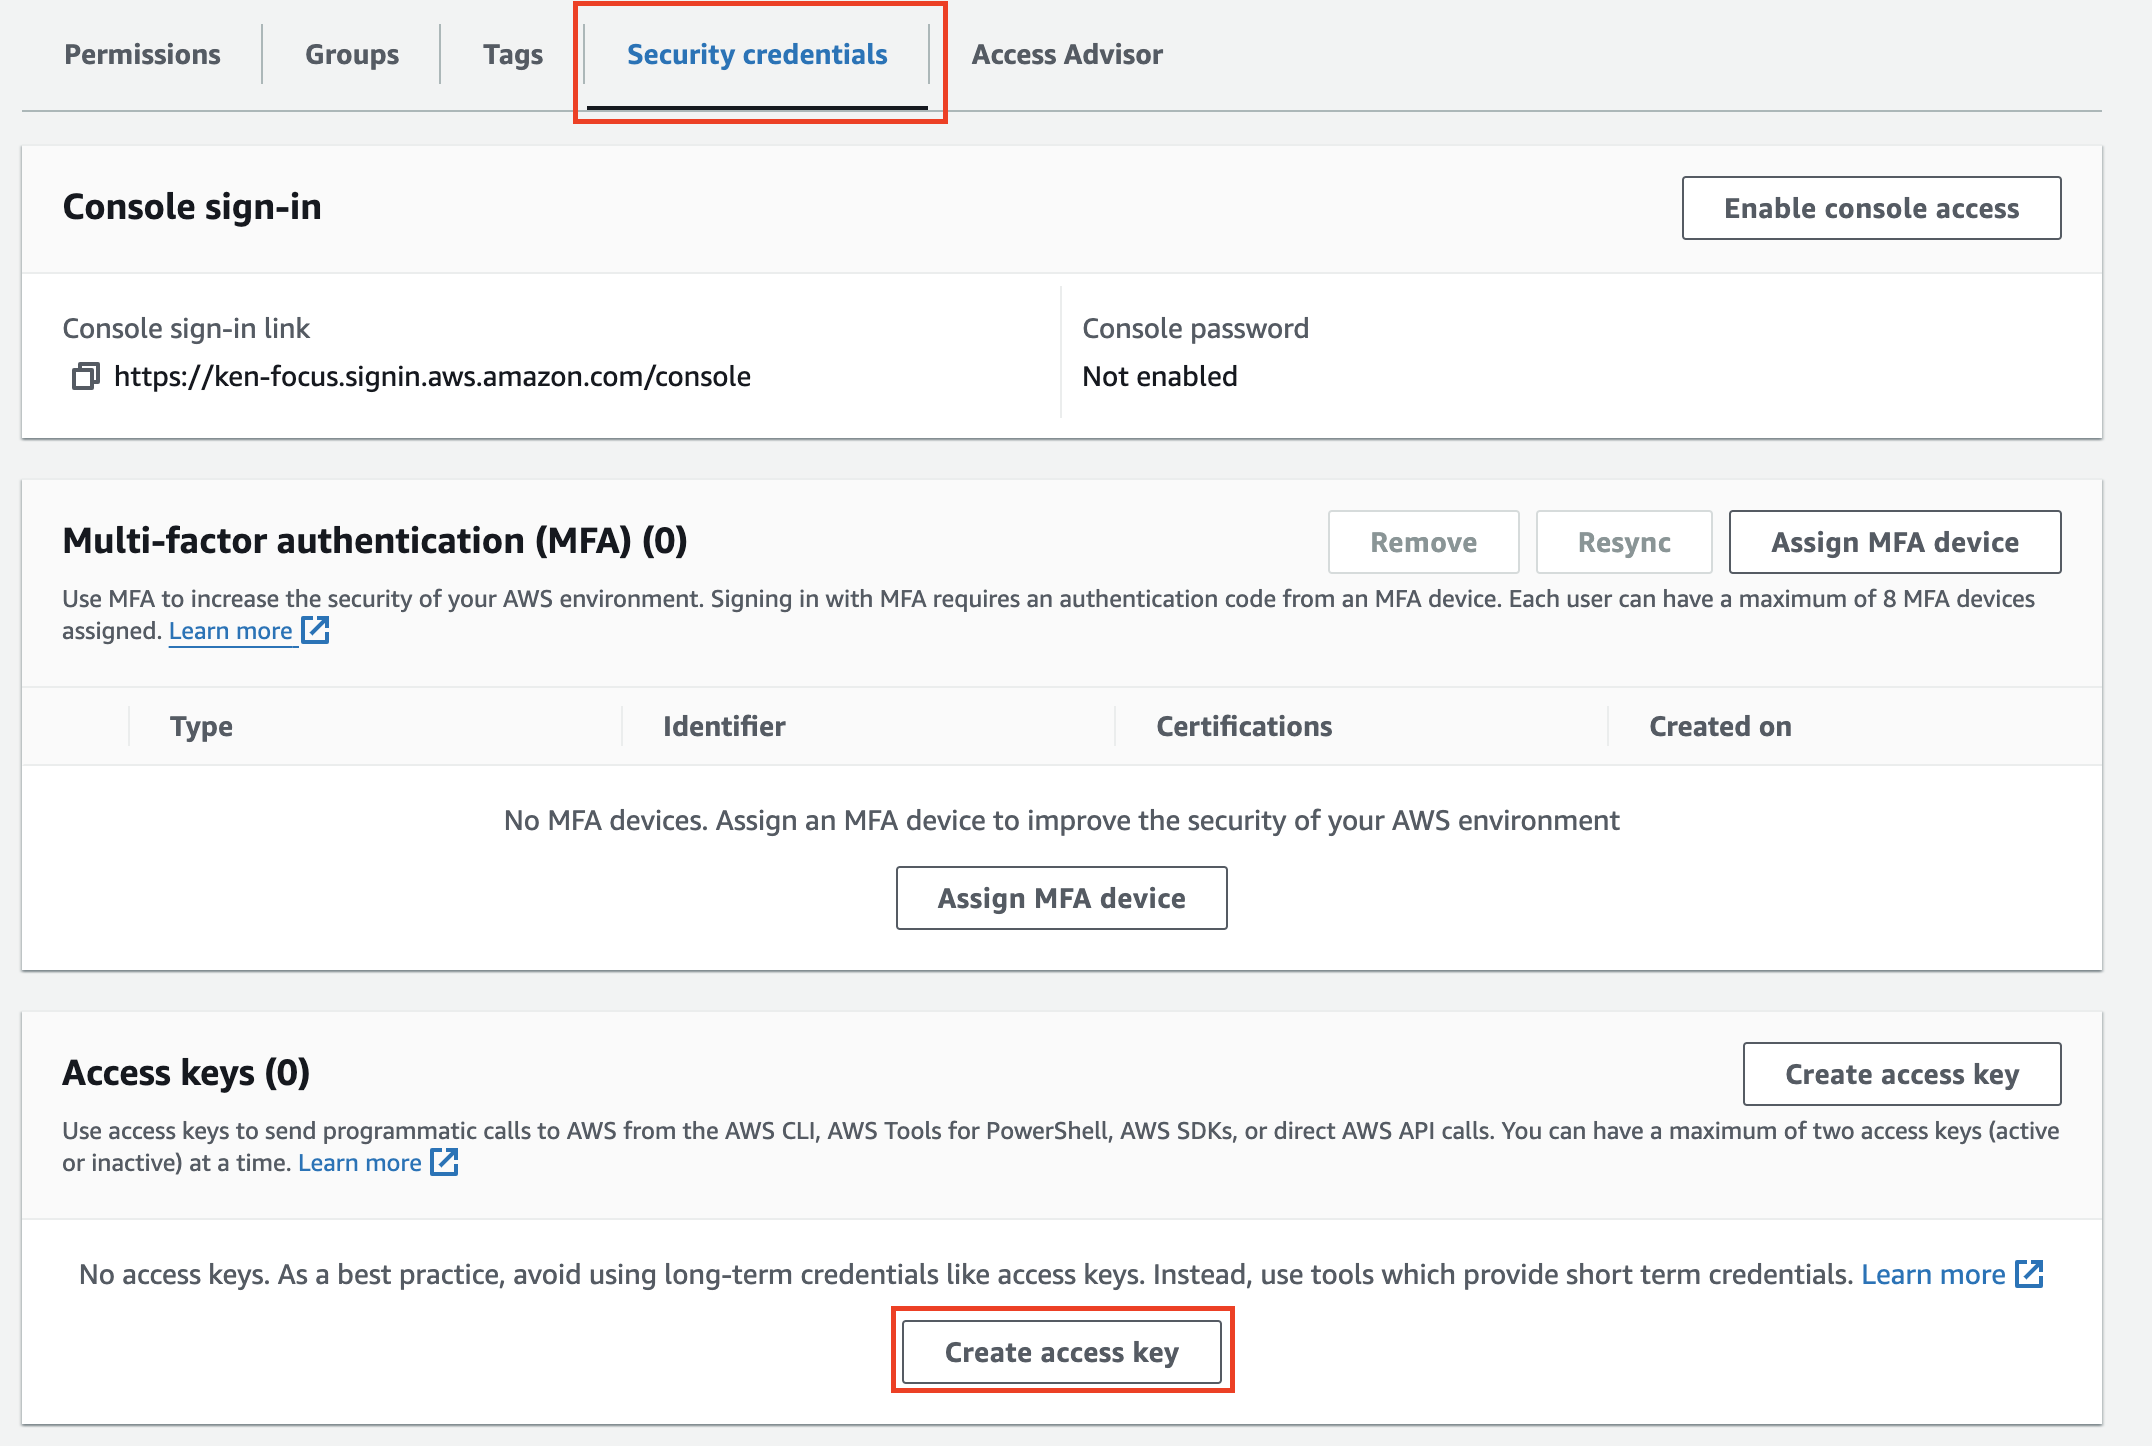 Permissions
Groups
Tags
Security credentials
Access Advisor
Console sign-in
Enable console access
Console sign-in link
https://ken-focus.signin.aws.amazon.com/console
Console password
Not enabled
Multi-factor authentication (MFA) (0)
Remove
Resync
Assign MFA device
Use MFA to increase the security of your AWS environment. Signing in with MFA requires an authentication code from an MFA device. Each user can have a maximum of 8 MFA devices
assigned. Learn more
Type
Identifier
Certifications
Created on
No MFA devices. Assign an MFA device to improve the security of your AWS environment
Assign MFA device
Access keys (0)
Create access key
Use access keys to send programmatic calls to AWS from the AWS CLI, AWS Tools for PowerShell, AWS SDKs, or direct AWS API calls. You can have a maximum of two access keys (active
or inactive) at a time. Learn more
No access keys. As a best practice, avoid using long-term credentials like access keys. Instead, use tools which provide short term credentials. Learn more
Create access key